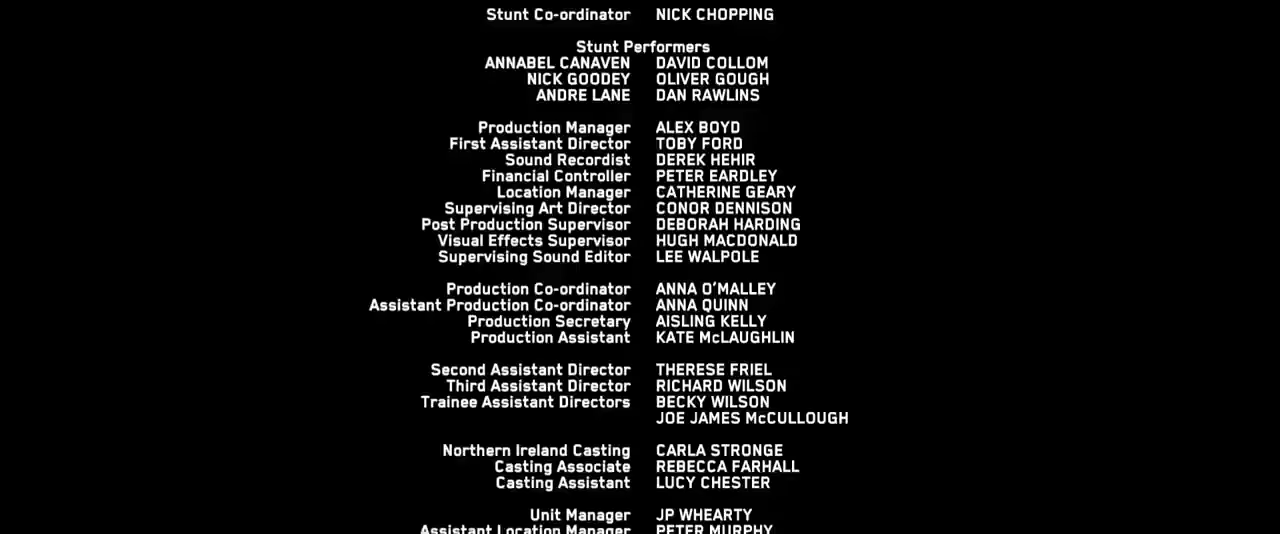 Stunt Co-ordinator NICK CHOPPING
Stunt Performers
ANNABEL CANAVEN DAVID COLLOM
NICK GOODEY OLIVER GOUGH
ANDRE LANE DAN RAWLINS
Production Manager ALEX BOYD
First Assistant Director TOBY FORD
Sound Recordist DEREK HEHIR
Financial Controller PETER EARDLEY
Location Manager CATHERINE GEARY
Supervising Art Director CONOR DENNISON
Post Production Supervisor DEBORAH HARDING
Visual Effects Supervisor HUGH MACDONALD
Supervising Sound Editor LEE WALPOLE
Production Co-ordinator ANNA O'MALLEY
Assistant Production Co-ordinator ANNA QUINN
Production Secretary AISLING KELLY
Production Assistant KATE McLAUGHLIN
Second Assistant Director THERESE FRIEL
Third Assistant Director RICHARD WILSON
Trainee Assistant Directors BECKY WILSON
JOE JAMES McCULLOUGH
Northern Ireland Casting CARLA STRONGE
Casting Associate REBECCA FARHALL
Casting Assistant LUCY CHESTER
Unit Manager JP WHEARTY
Assistant Location Manager PETER MURPHY